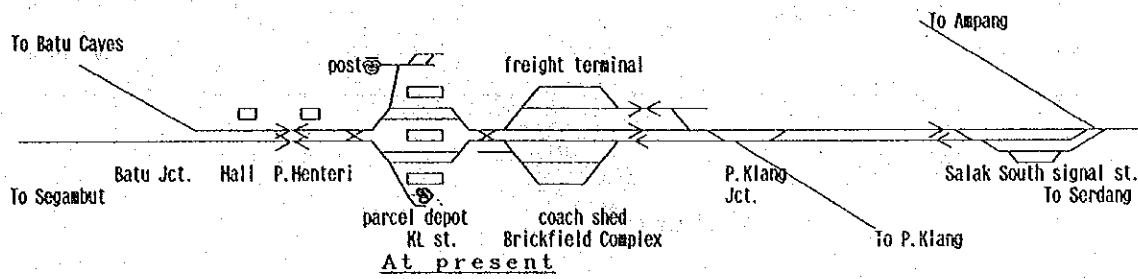 To Ampang
To Batu Caves
post
freight terminal
Batu Jct.
Hall
P.Henteri
P.Klang
Jct.
Salak South signal st.
To Segambut
To Serdang
parcel depot
coach shed
KL st.
Brickfield Complex
To P.Klang
At present